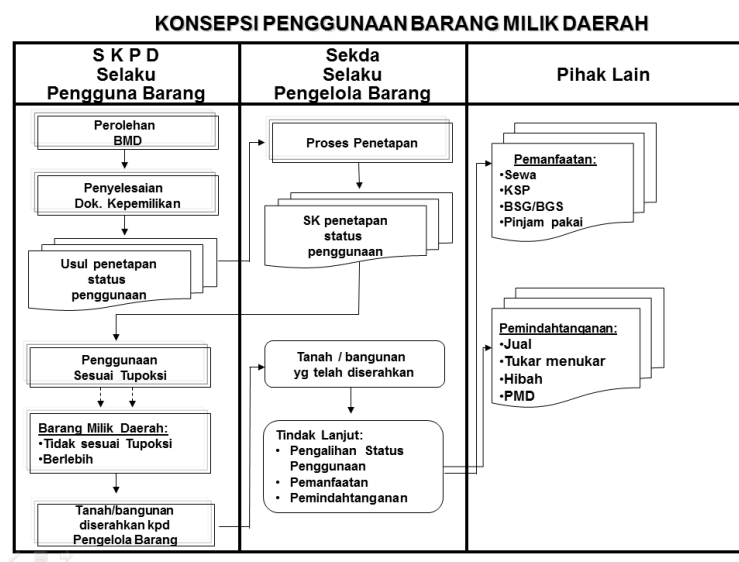 KONSEPSI PENGGUNAAN BARANG MILIK DAERAH
S K P D
Selaku
Pengguna Barang
Sekda
Selaku
Pengelola Barang
Pihak Lain
Perolehan
BMD
Penyelesaian
Dok. Kepemilikan
Usul penetapan
status
penggunaan
Penggunaan
Sesuai Tupoksi
Barang Milik Daerah:
•Tidak sesuai Tupoksi
•Berlebih
Tanah/bangunan
diserahkan kpd
Pengelola Barang
Proses Penetapan
SK penetapan
status
penggunaan
Tanah / bangunan
yg telah diserahkan
Tindak Lanjut:
• Pengalihan Status
Penggunaan
• Pemanfaatan
• Pemindahtanganan
Pemanfaatan:
•Sewa
•KSP
•BSG/BGS
•Pinjam pakai
Pemindahtanganan:
•Jual
•Tukar menukar
•Hibah
•PMD